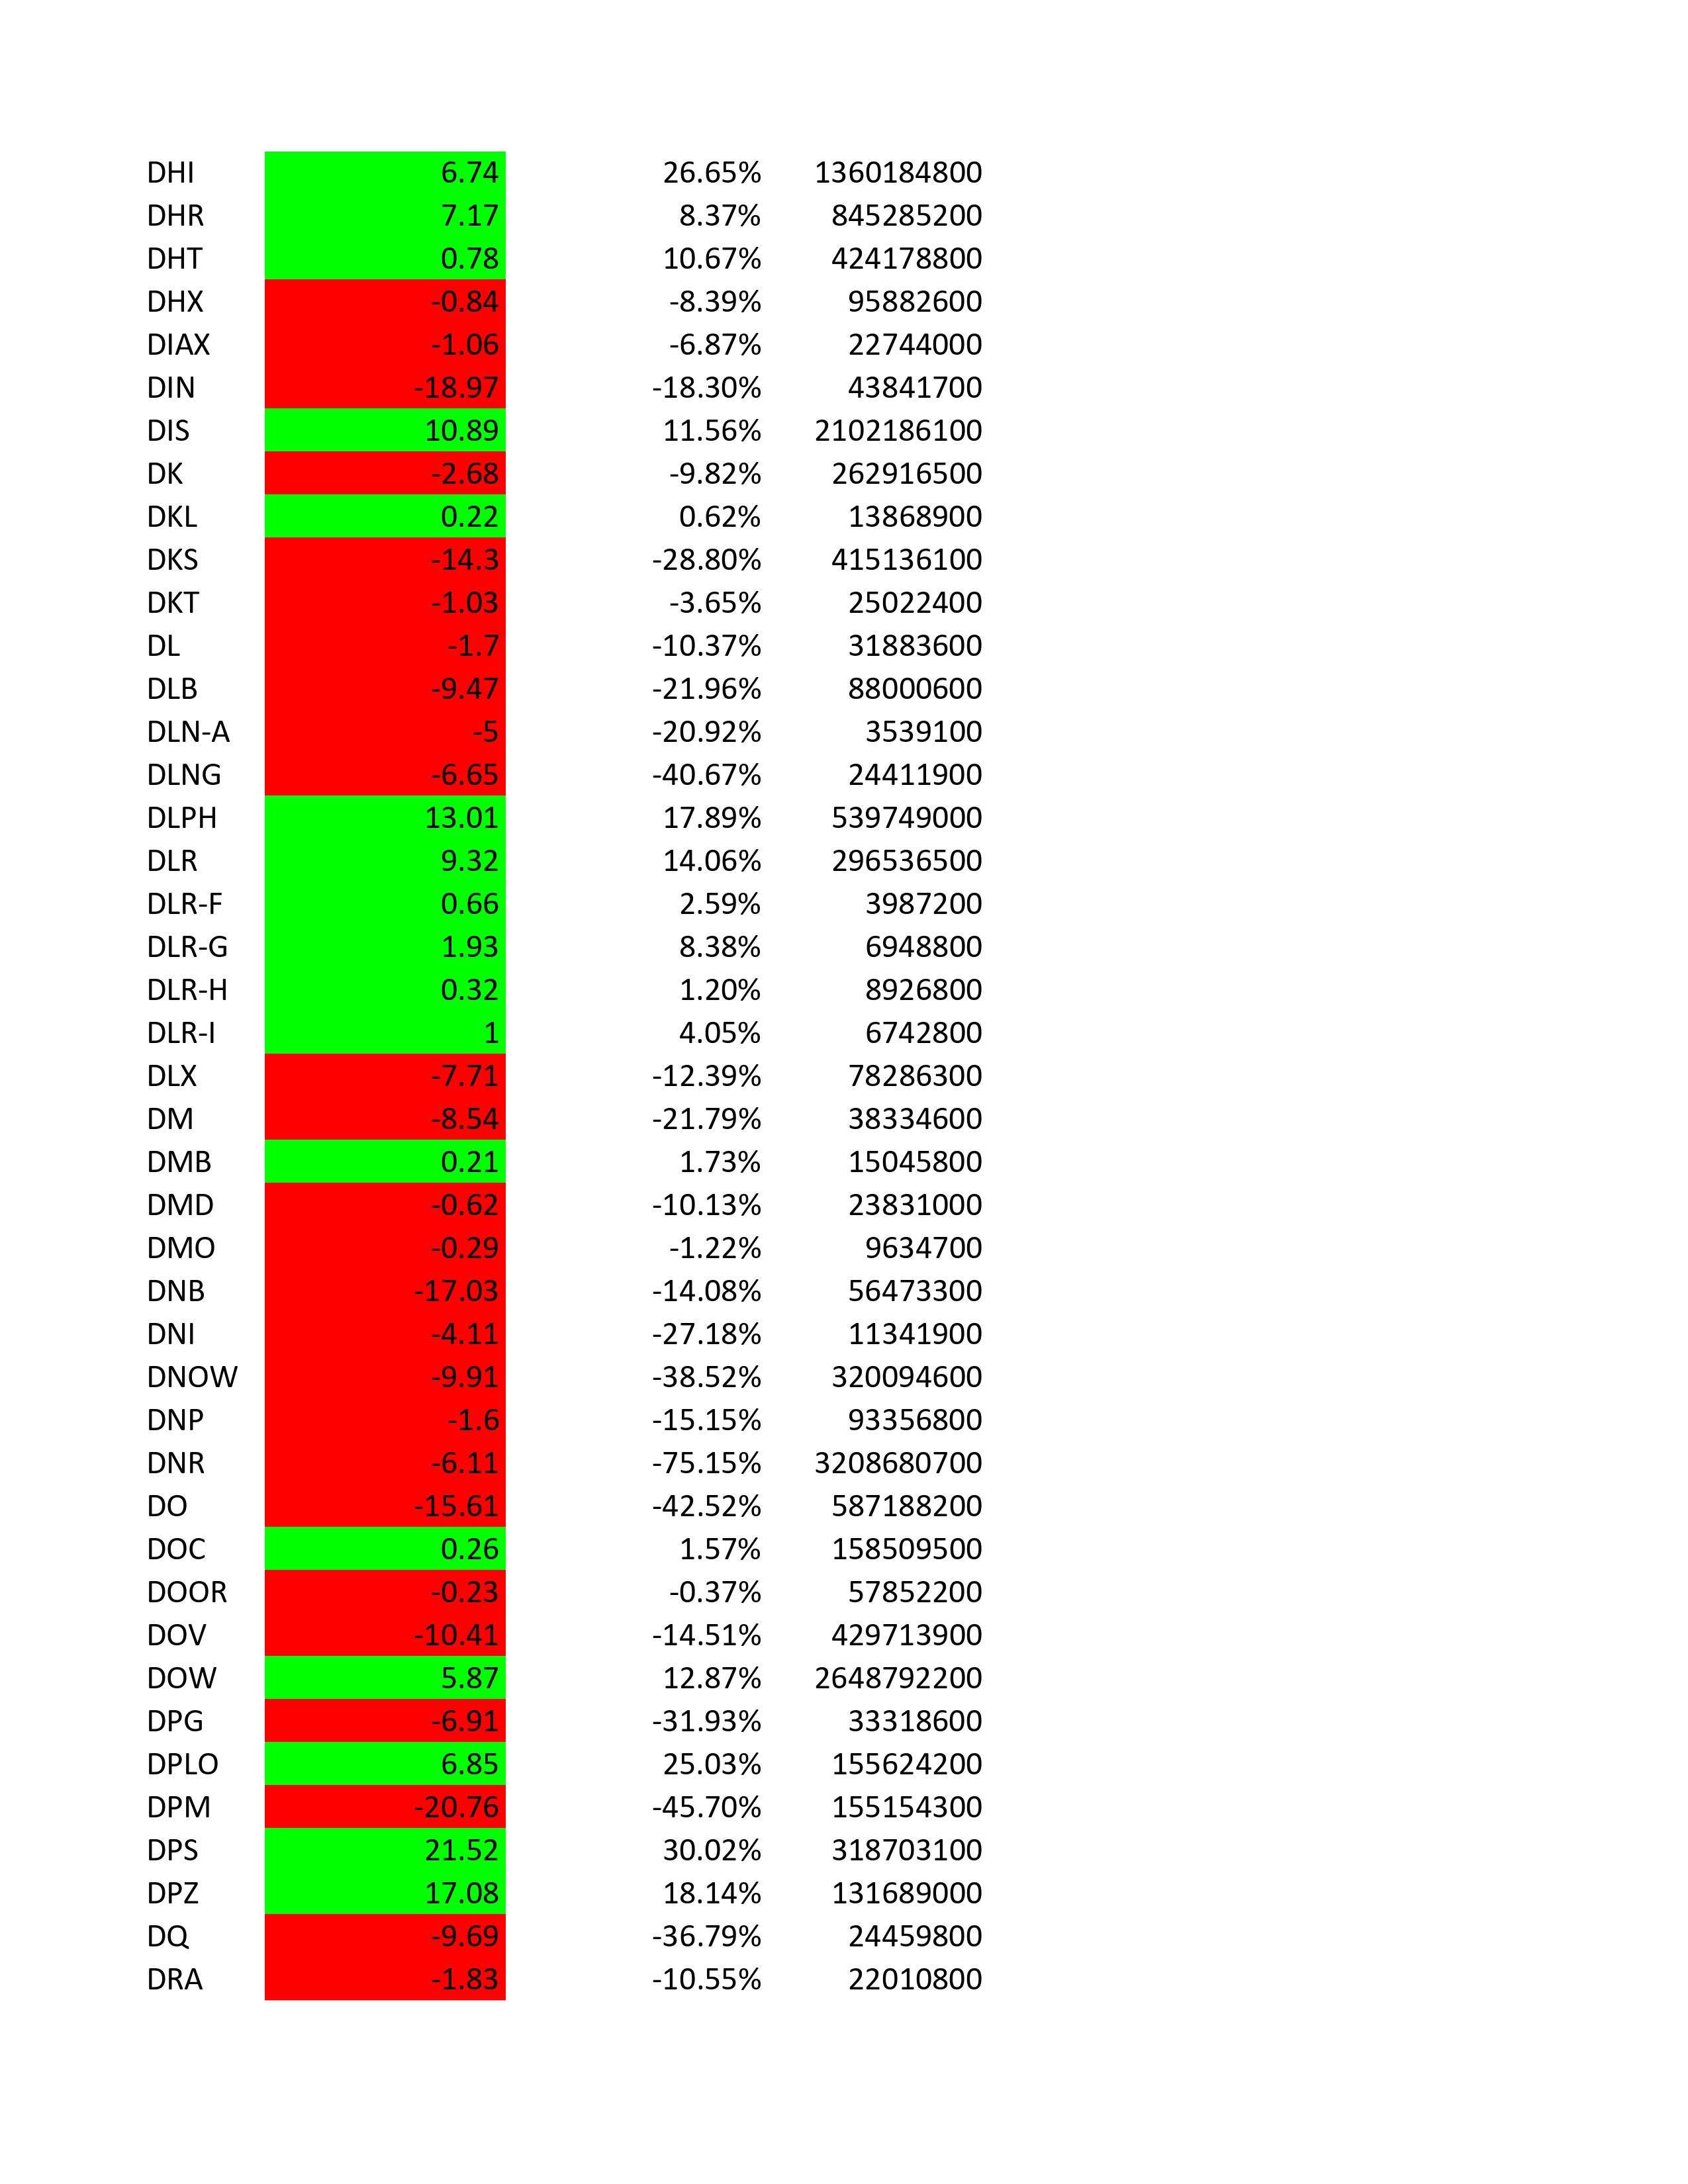 DHI 6.74 26.65% 1360184800
DHR 7.17 8.37% 845285200
DHT 0.78 10.67% 424178800
DHX -0.84 -8.39% 95882600
DIAX -1.06 -6.87% 22744000
DIN -18.97 -18.30% 43841700
DIS 10.89 11.56% 2102186100
DK -2.68 -9.82% 262916500
DKL 0.22 0.62% 13868900
DKS -14.3 -28.80% 415136100
DKT -1.03 -3.65% 25022400
DL -1.7 -10.37% 31883600
DLB -9.47 -21.96% 88000600
DLN-A -5 -20.92% 3539100
DLNG -6.65 -40.67% 24411900
DLPH 13.01 17.89% 539749000
DLR 9.32 14.06% 296536500
DLR-F 0.66 2.59% 3987200
DLR-G 1.93 8.38% 6948800
DLR-H 0.32 1.20% 8926800
DLR-I 1 4.05% 6742800
DLX -7.71 -12.39% 78286300
DM -8.54 -21.79% 38334600
DMB 0.21 1.73% 15045800
DMD -0.62 -10.13% 23831000
DMO -0.29 -1.22% 9634700
DNB -17.03 -14.08% 56473300
DNI -4.11 -27.18% 11341900
DNOW -9.91 -38.52% 320094600
DNP -1.6 -15.15% 93356800
DNR -6.11 -75.15% 3208680700
DO -15.61 -42.52% 587188200
DOC 0.26 1.57% 158509500
DOOR -0.23 -0.37% 57852200
DOV -10.41 -14.51% 429713900
DOW 5.87 12.87% 2648792200
DPG -6.91 -31.93% 33318600
DPLO 6.85 25.03% 155624200
DPM -20.76 -45.70% 155154300
DPS 21.52 30.02% 318703100
DPZ 17.08 18.14% 131689000
DQ -9.69 -36.79% 24459800
DRA -1.83 -10.55% 22010800